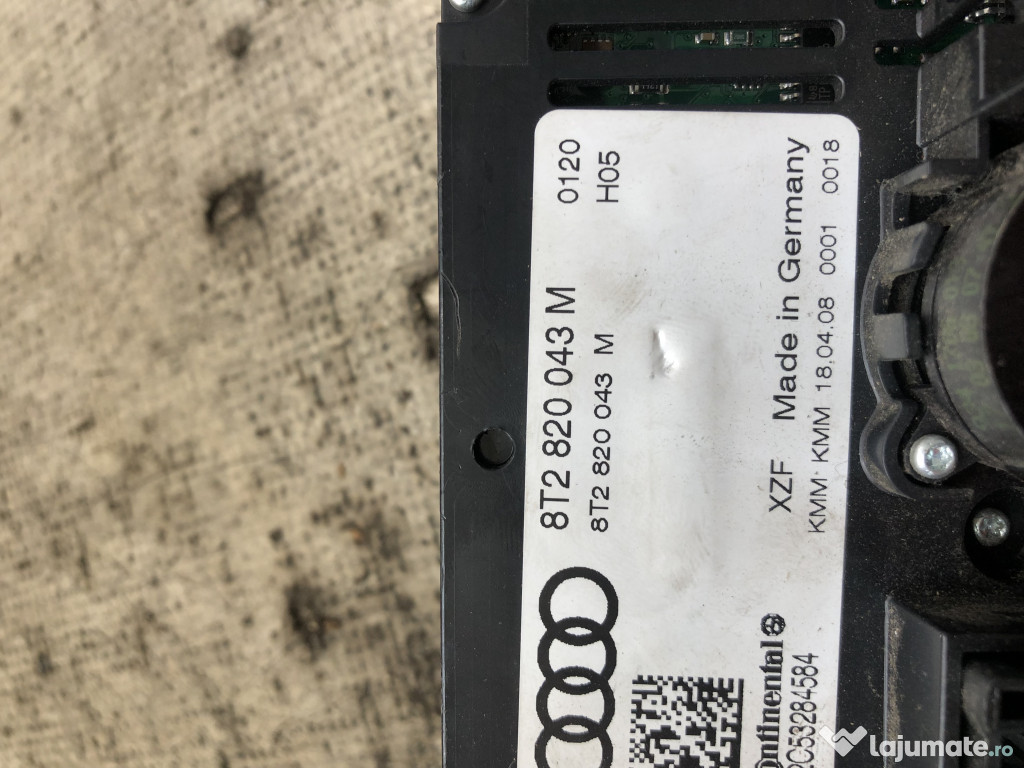 8T2 820 043 M 0120
8T2 820 043 M H05
XZF Made in Germany
KMM KMM 18.04.08 0001 0018
Continental
2C53284584
lajumate.ro